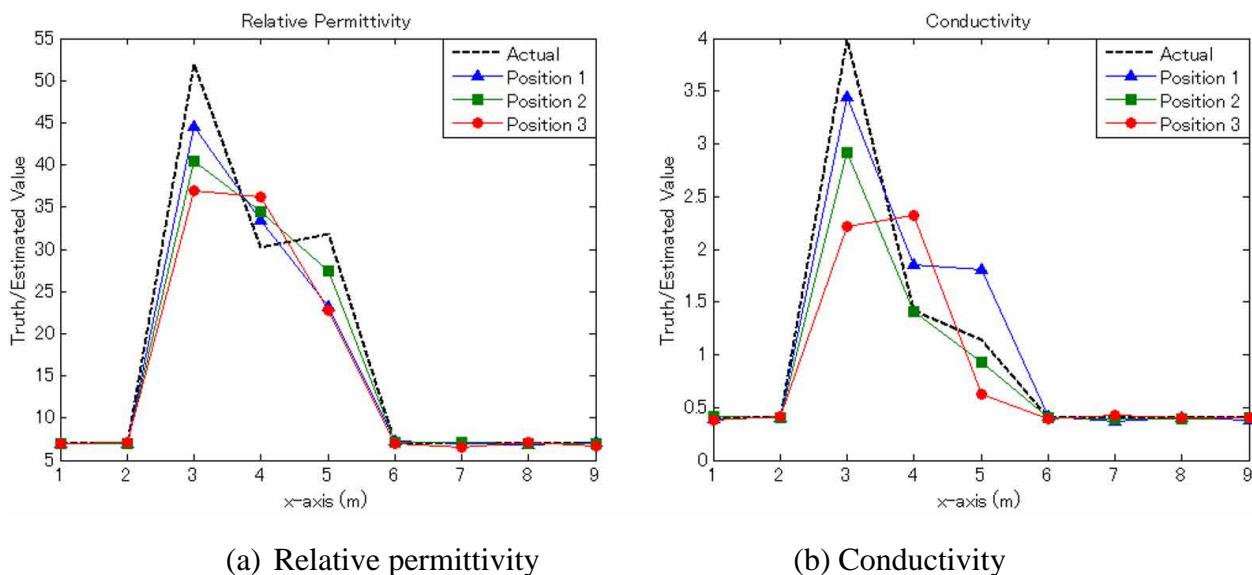 Relative Permittivity
Truth/Estimated Value
55
50
45
40
35
30
25
20
15
10
5
1 2 3 4 5 6 7 8 9
x-axis (m)
Actual
Position 1
Position 2
Position 3
(a) Relative permittivity
Conductivity
Truth/Estimated Value
4
3.5
3
2.5
2
1.5
1
0.5
0
1 2 3 4 5 6 7 8 9
x-axis (m)
Actual
Position 1
Position 2
Position 3
(b) Conductivity